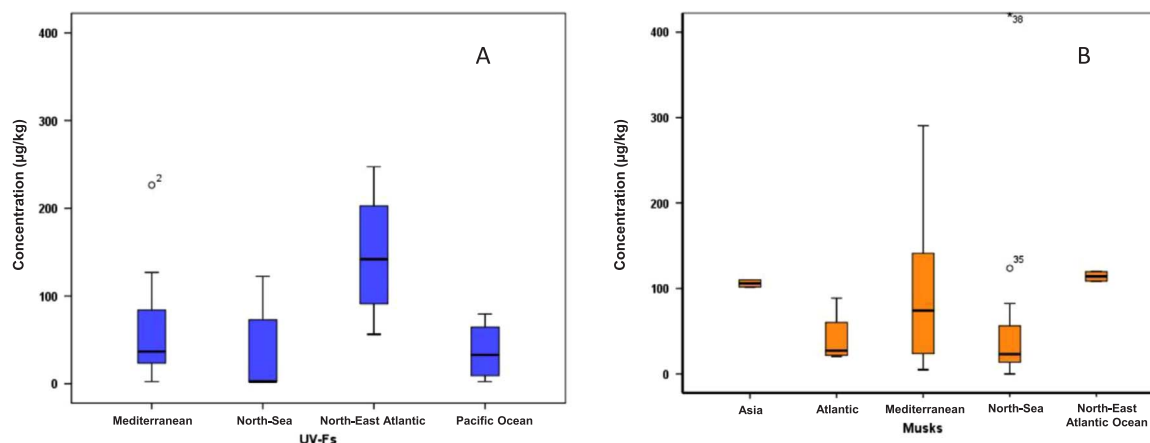 A
Concentration (µg/kg)
400
300
200
100
0
2
Mediterranean
North-Sea
North-East Atlantic
Pacific Ocean
UV-Fs
B
Concentration (µg/kg)
400
300
200
100
0
38
35
Asia
Atlantic
Mediterranean
North-Sea
North-East
Atlantic Ocean
Musks